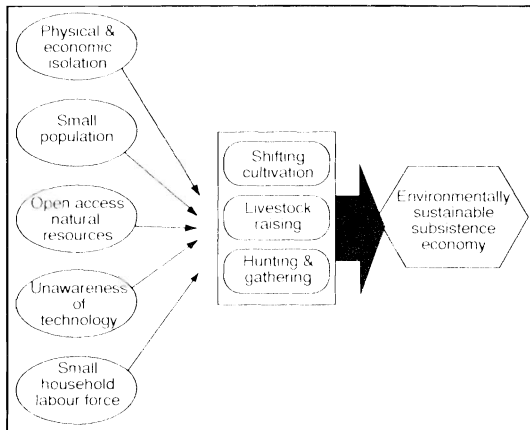 Physical &
economic
isolation
Small
population
Open access
natural
resources
Unawareness
of
technology
Small
household
labour force
Shifting
cultivation
Livestock
raising
Hunting &
gathering
Environmentally
sustainable
subsistence
economy